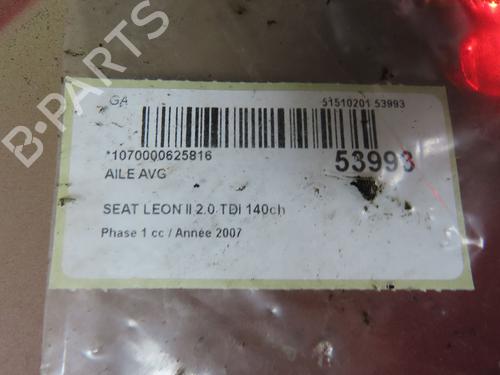 GA 51510201 53993
*1070000625816 53993
AILE AVG
SEAT LEON II 2.0 TDI 140ch
Phase 1 cc / Année 2007
B-PARTS